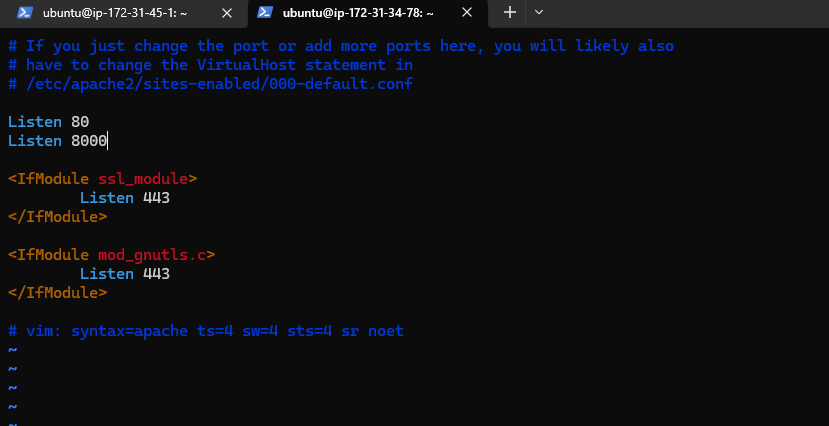 ubuntu@ip-172-31-45-1: ~
ubuntu@ip-172-31-34-78: ~
# If you just change the port or add more ports here, you will likely also
# have to change the VirtualHost statement in
# /etc/apache2/sites-enabled/000-default.conf
Listen 80
Listen 8000
<IfModule ssl_module>
        Listen 443
</IfModule>
<IfModule mod_gnutls.c>
        Listen 443
</IfModule>
# vim: syntax=apache ts=4 sw=4 sts=4 sr noet
~
~
~
~
~